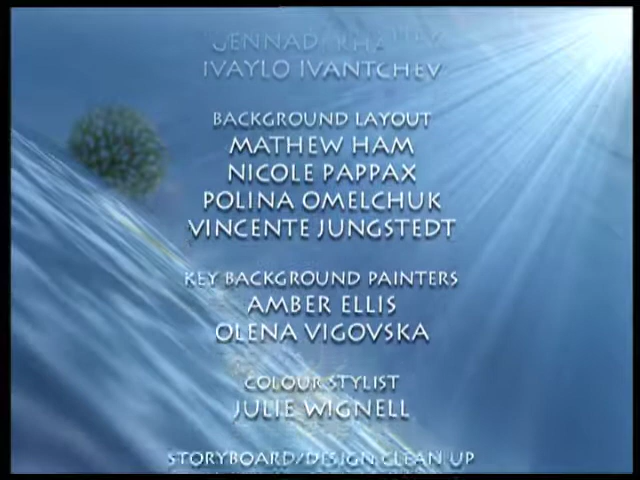 IVAYLO IVANTCHEV
BACKGROUND LAYOUT
MATHEW HAM
NICOLE PAPPAX
POLINA OMELCHUK
VINCENTE JUNGSTEDT
KEY BACKGROUND PAINTERS
AMBER ELLIS
OLENA VIGOVSKA
COLOUR STYLIST
JULIE WIGNELL
STORYBOARD/DESIGN CLEAN UP